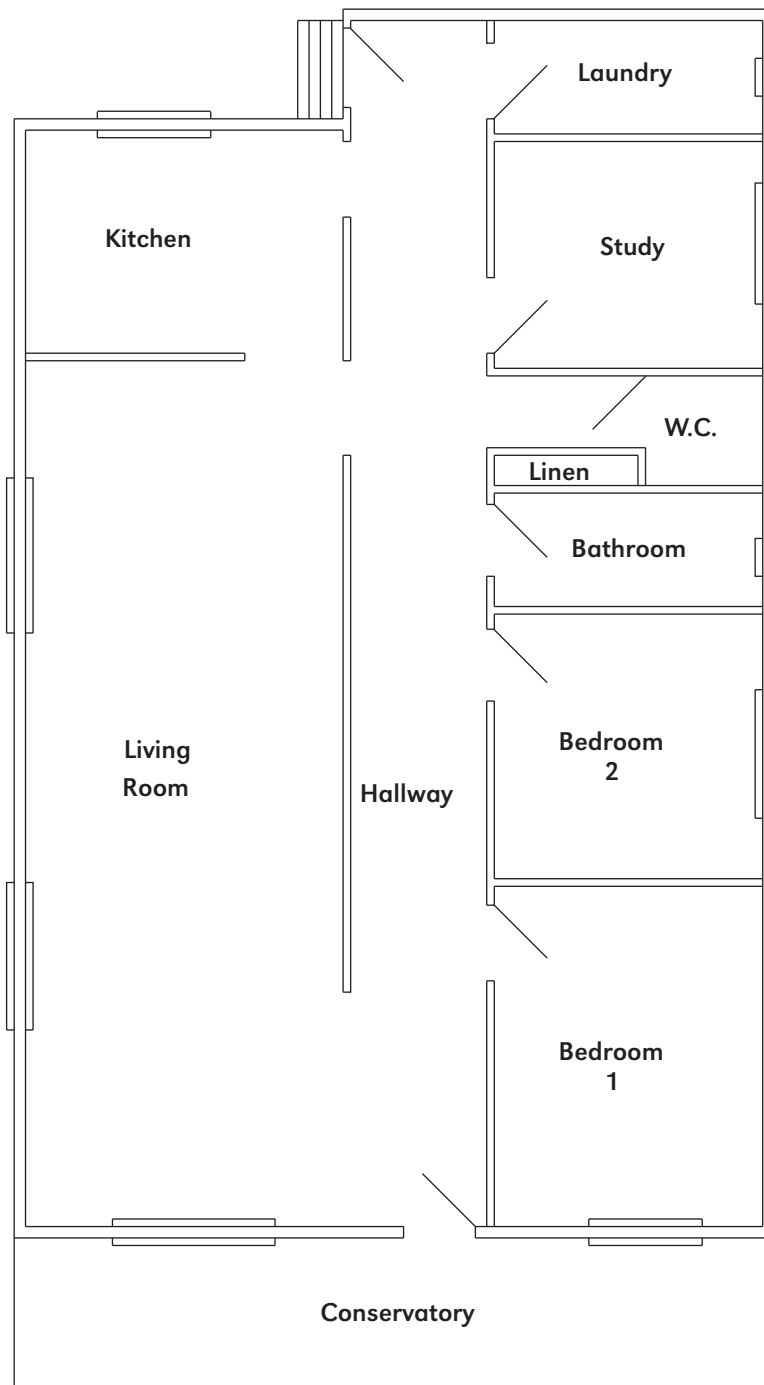 Laundry
Kitchen
Study
W.C.
Linen
Bathroom
Living
Room
Bedroom
2
Hallway
Bedroom
1
Conservatory